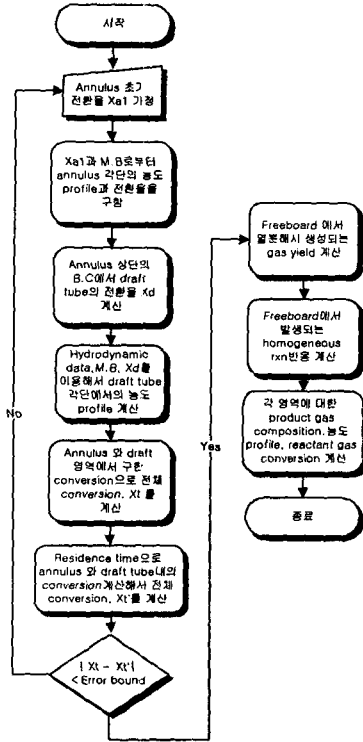 시작
Annulus 초기
전환율 Xa1 가정
Xa1과 M.B로부터
annulus 각단의 농도
profile과 전환율을
구함
Annulus 상단의
B.C에서 draft
tube의 전환율 Xd
계산
Hydrodynamic
data,M.B, Xd를
이용해서 draft tube
각단에서의 농도
profile 계산
Annulus 와 draft
영역에서 구한
conversion으로 전체
conversion, Xt 를
계산
Residence time으로
annulus 와 draft tube내의
conversion계산해서 전체
conversion, Xt'를 계산
| Xt - Xt'|
< Error bound
No
Yes
Freeboard 에서
열분해시 생성되는
gas yield 계산
Freeboard에서
발생되는
homogeneous
rxn반응 계산
각 영역에 대한
product gas
composition,농도
profile, reactant gas
conversion 계산
종료